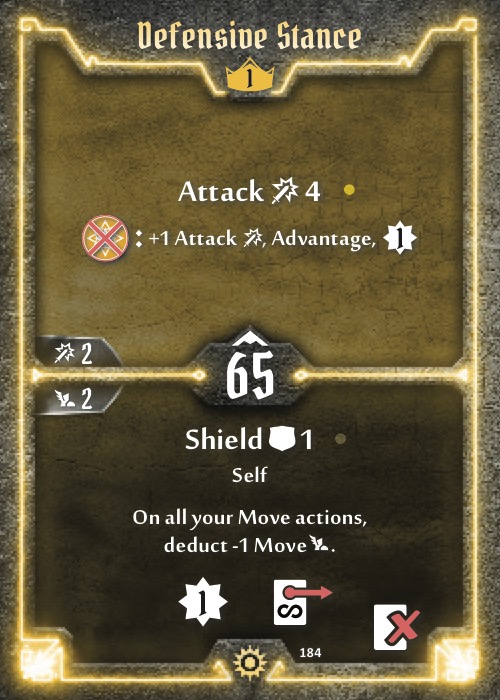 Defensive Stance
1
Attack 4
: +1 Attack, Advantage, 1
2
65
2
Shield 1
Self
On all your Move actions,
deduct -1 Move.
1
184